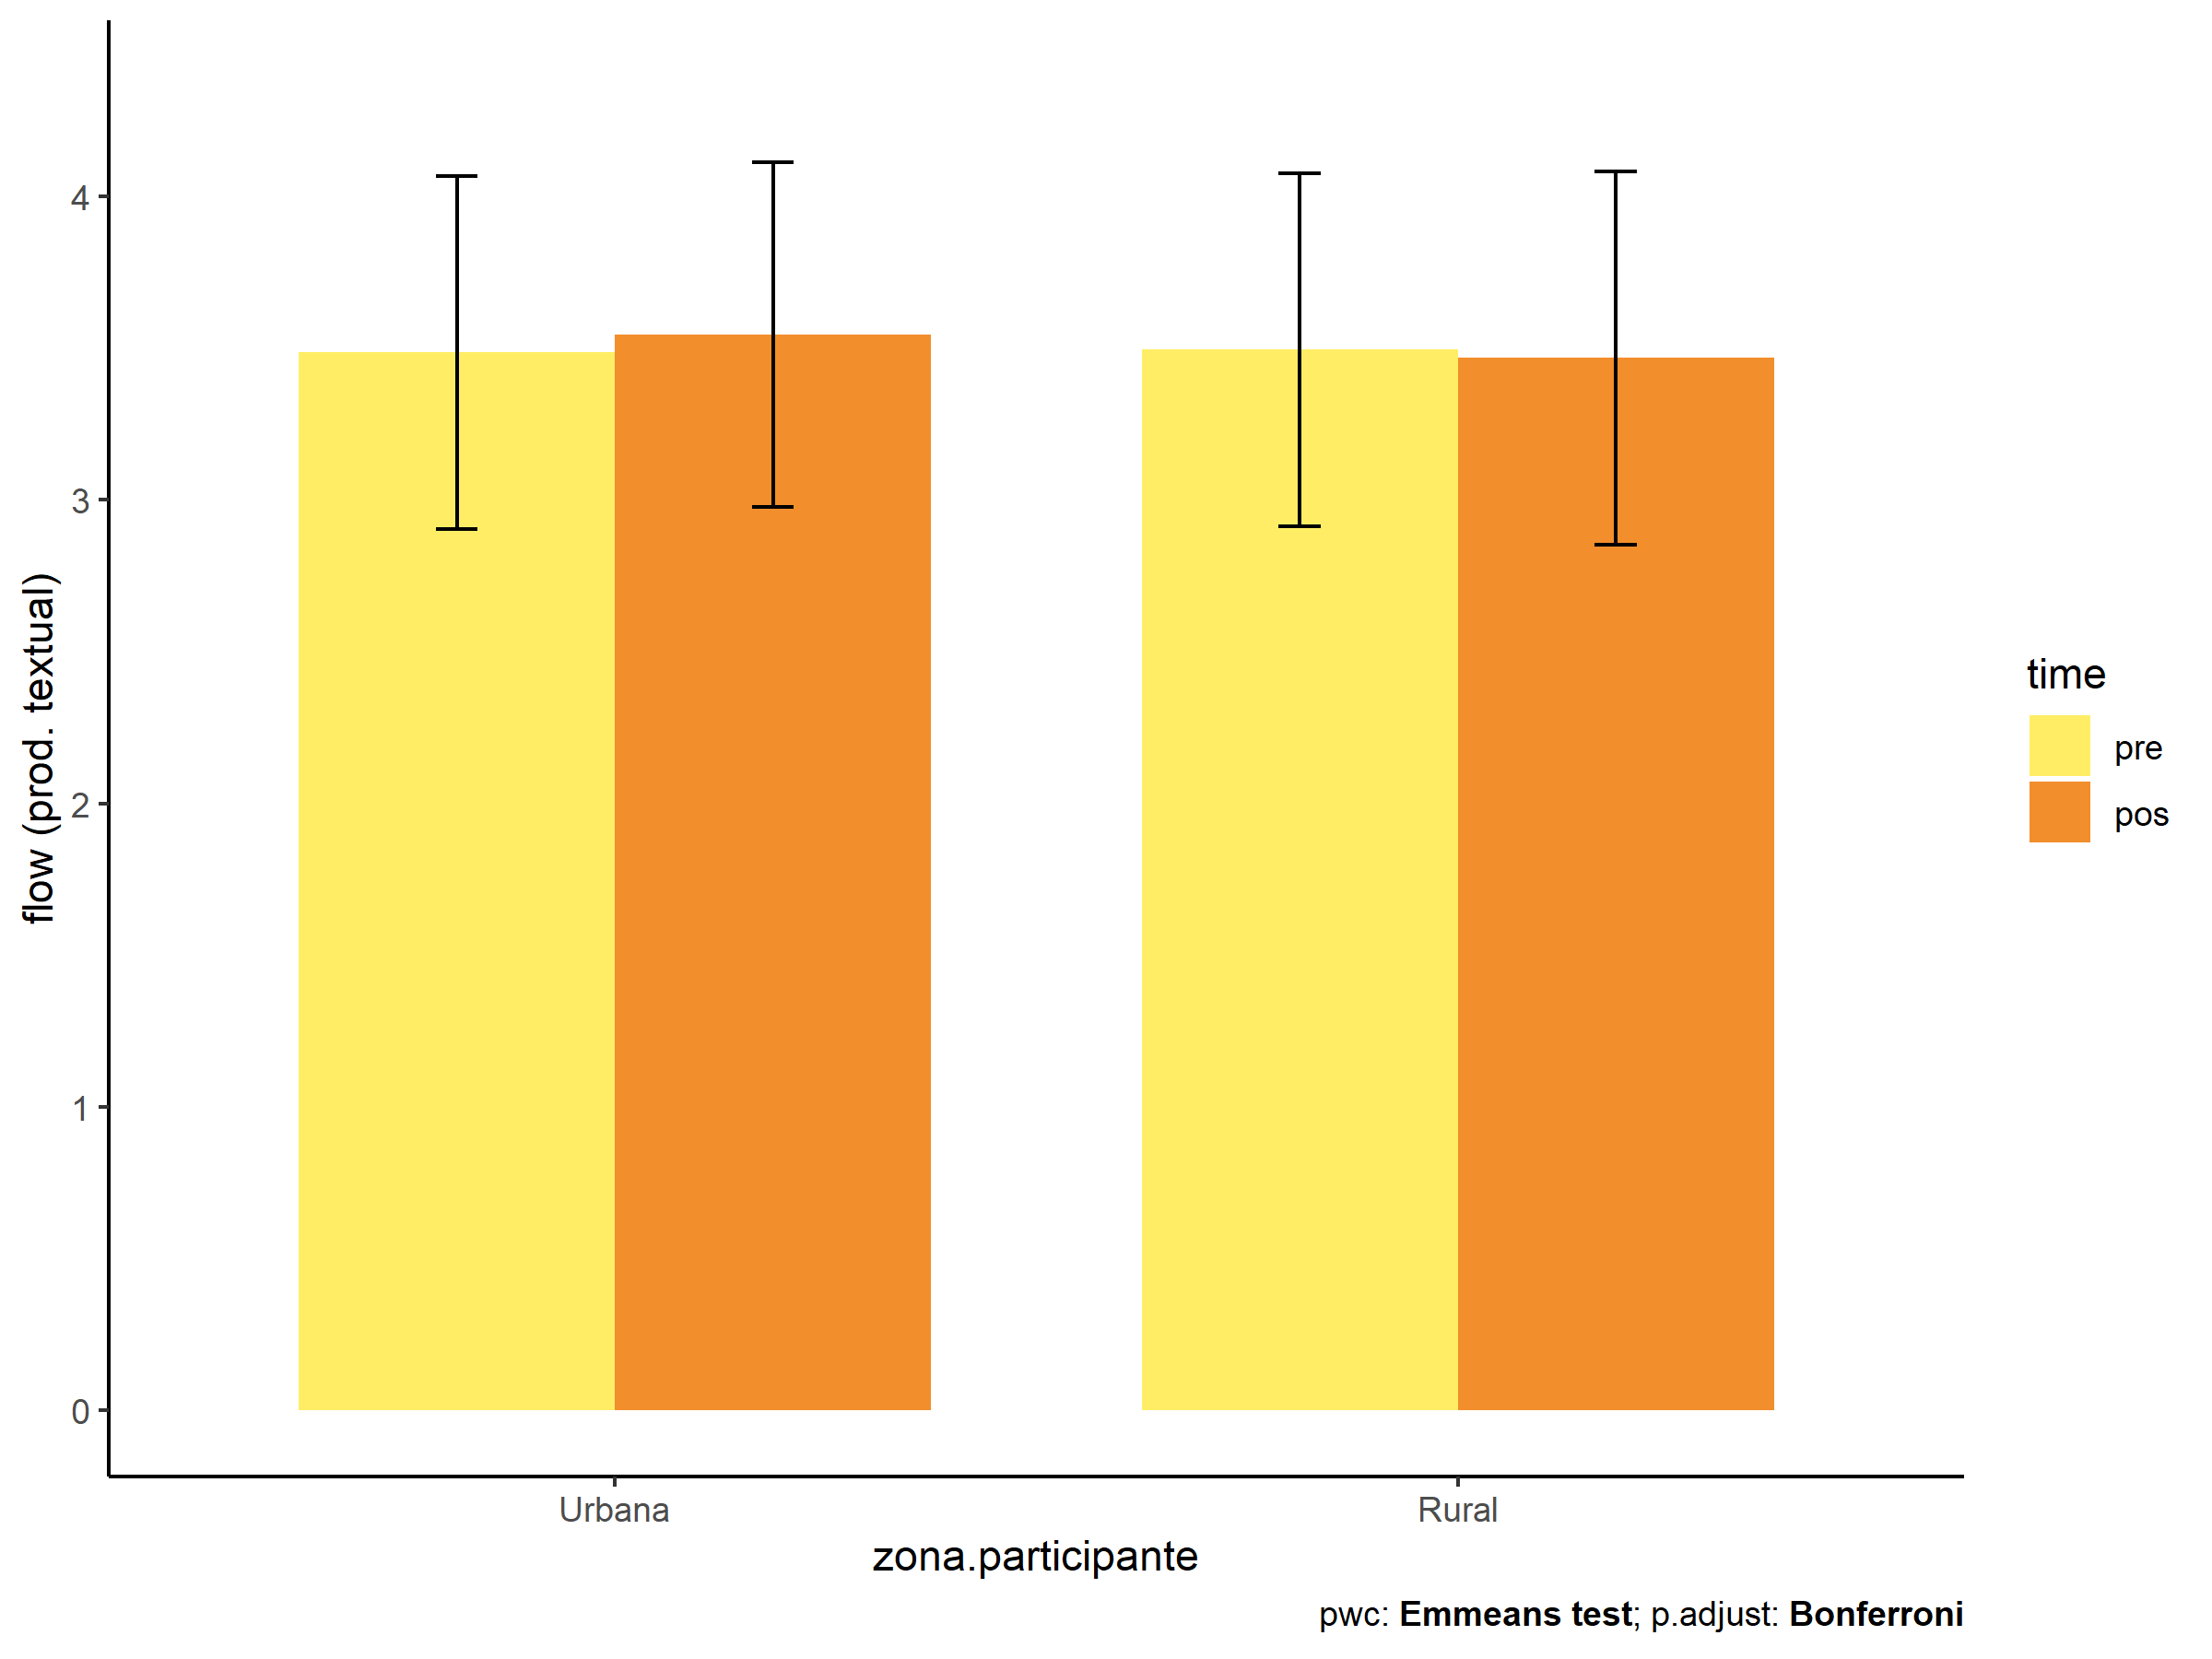 flow (prod. textual)
4
3
2
1
0
Urbana
Rural
zona.participante
pwc: Emmeans test; p.adjust: Bonferroni
time
pre
pos